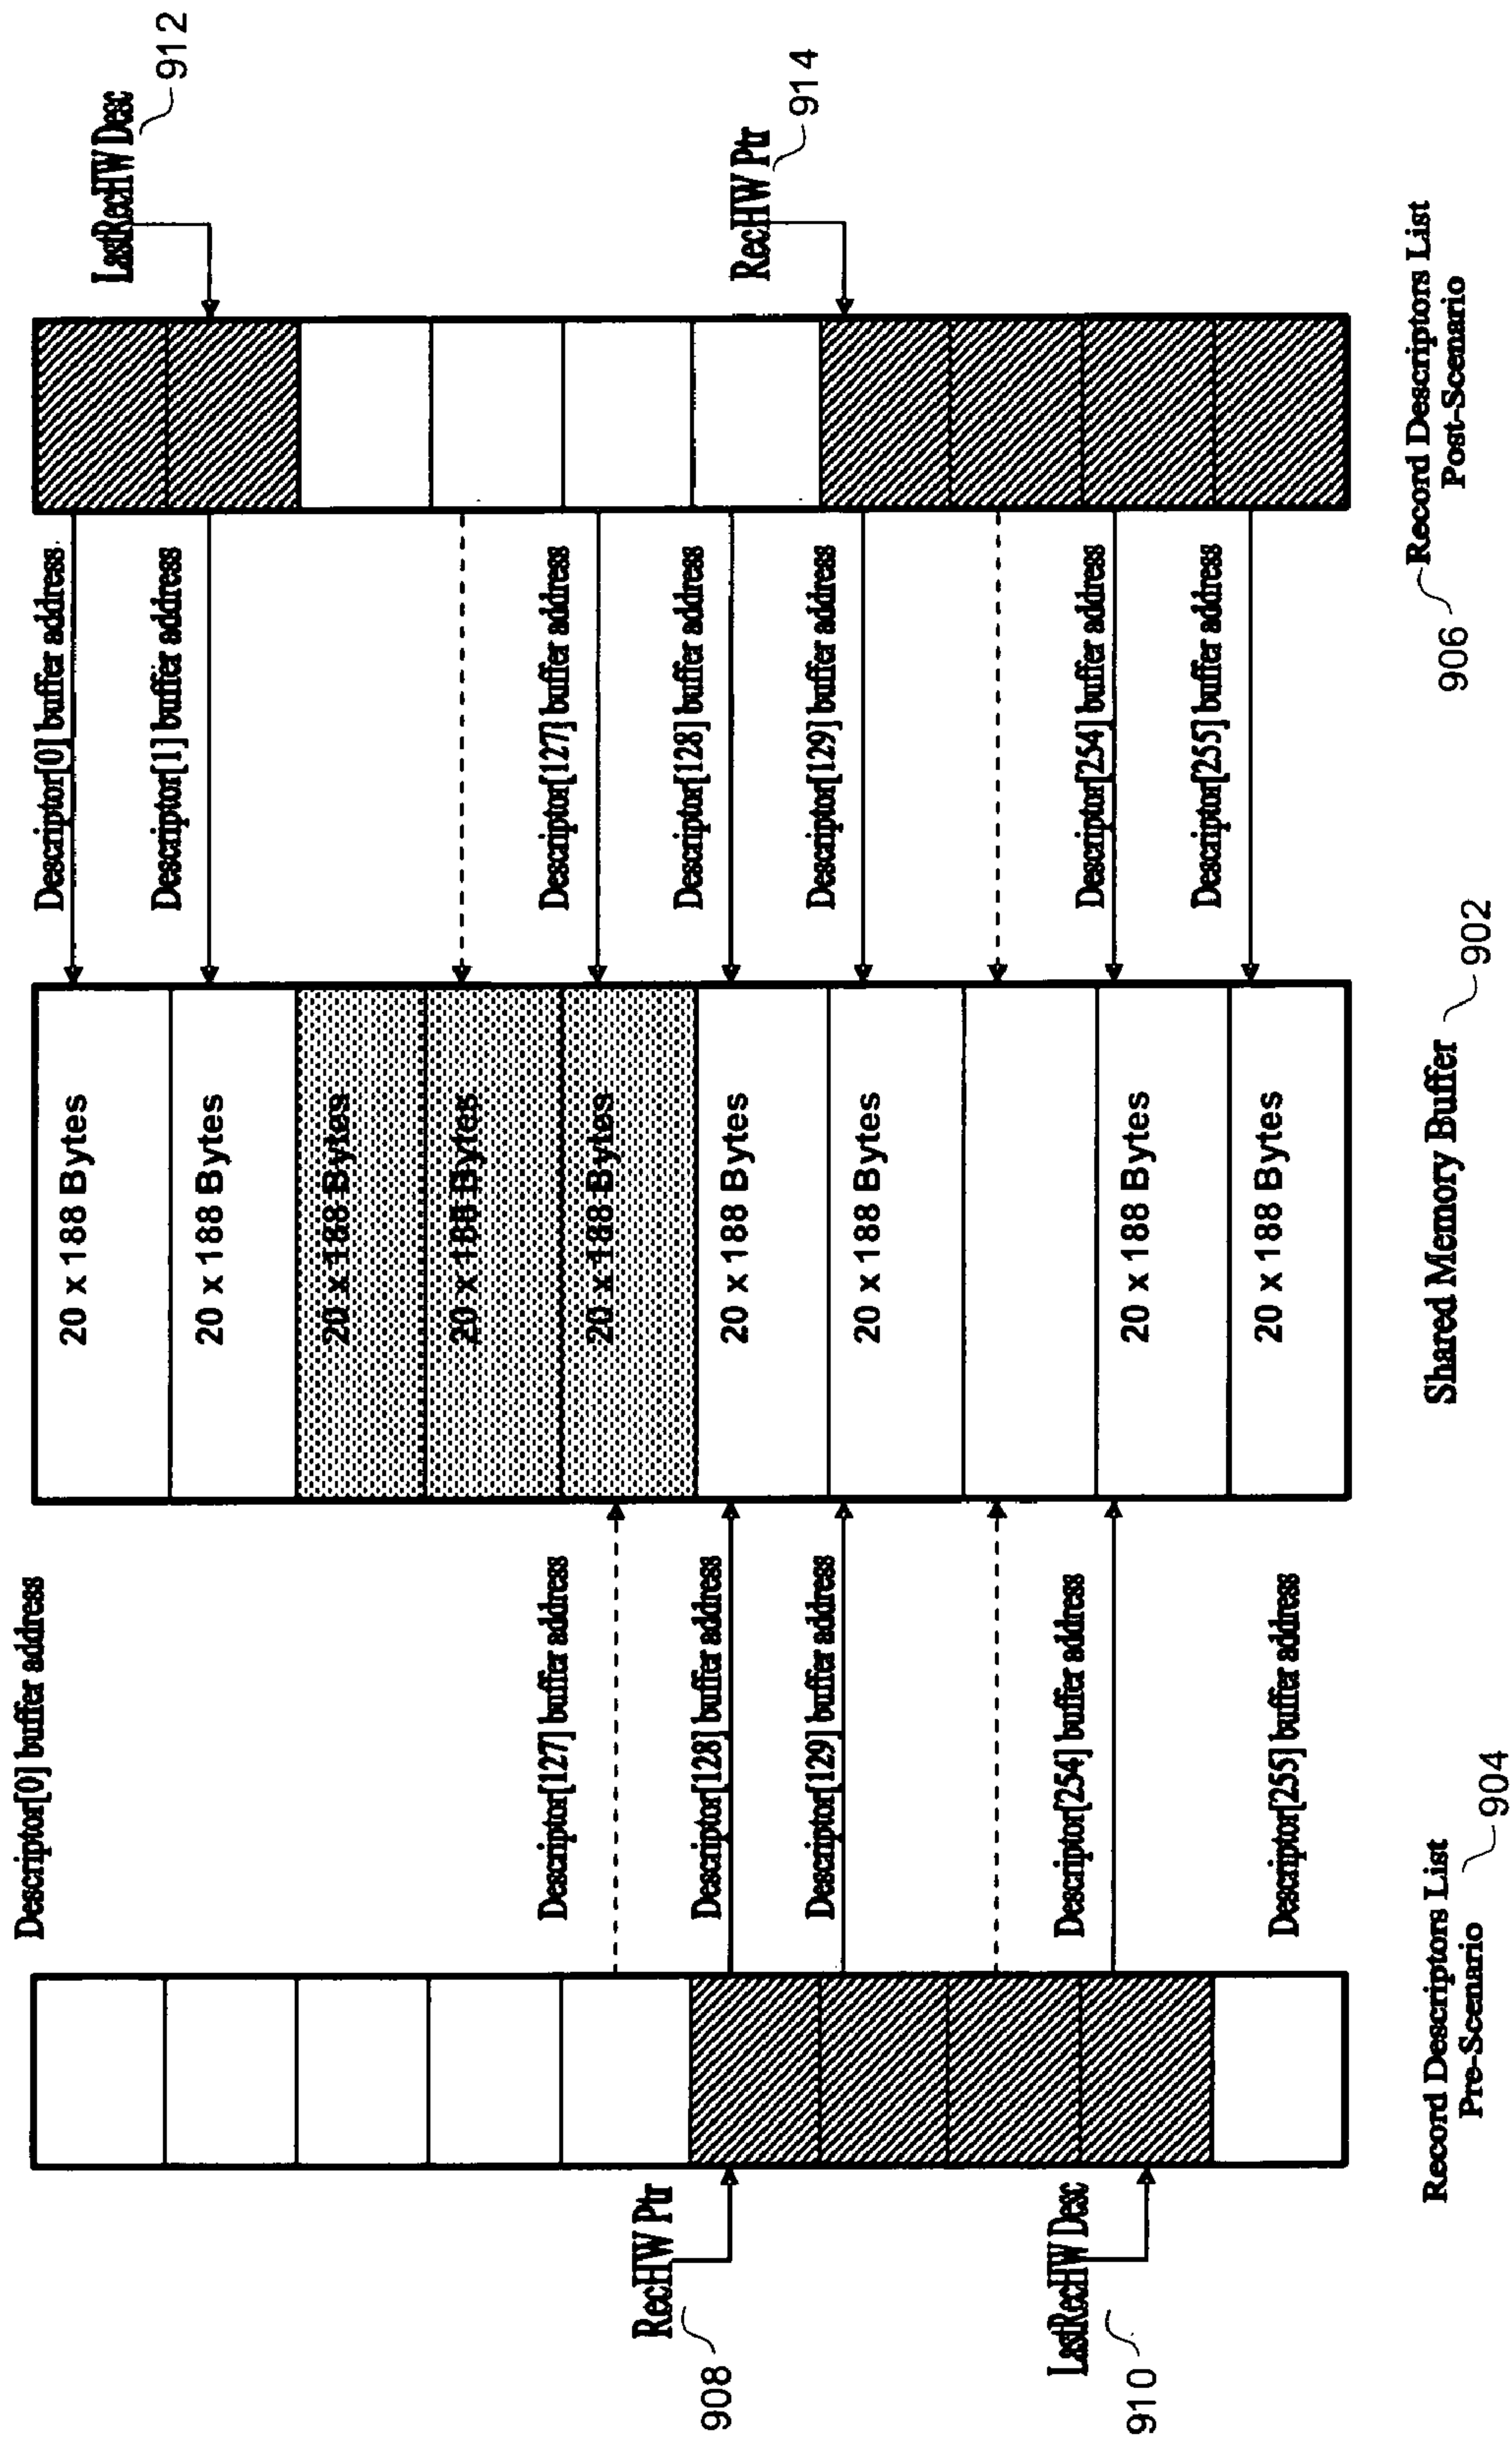 Record Descriptors List
Pre-Scenario
904
RecHW Ptr
908
LastRecHW Desc
910
Descriptor[0] buffer address
Descriptor[127] buffer address
Descriptor[128] buffer address
Descriptor[129] buffer address
Descriptor[254] buffer address
Descriptor[255] buffer address
Shared Memory Buffer
902
20 x 188 Bytes
20 x 188 Bytes
20 x 188 Bytes
20 x 188 Bytes
20 x 188 Bytes
20 x 188 Bytes
20 x 188 Bytes
20 x 188 Bytes
20 x 188 Bytes
Descriptor[0] buffer address
Descriptor[1] buffer address
Descriptor[127] buffer address
Descriptor[128] buffer address
Descriptor[129] buffer address
Descriptor[254] buffer address
Descriptor[255] buffer address
906
Record Descriptors List
Post-Scenario
LastRecHW Desc
912
RecHW Ptr
914